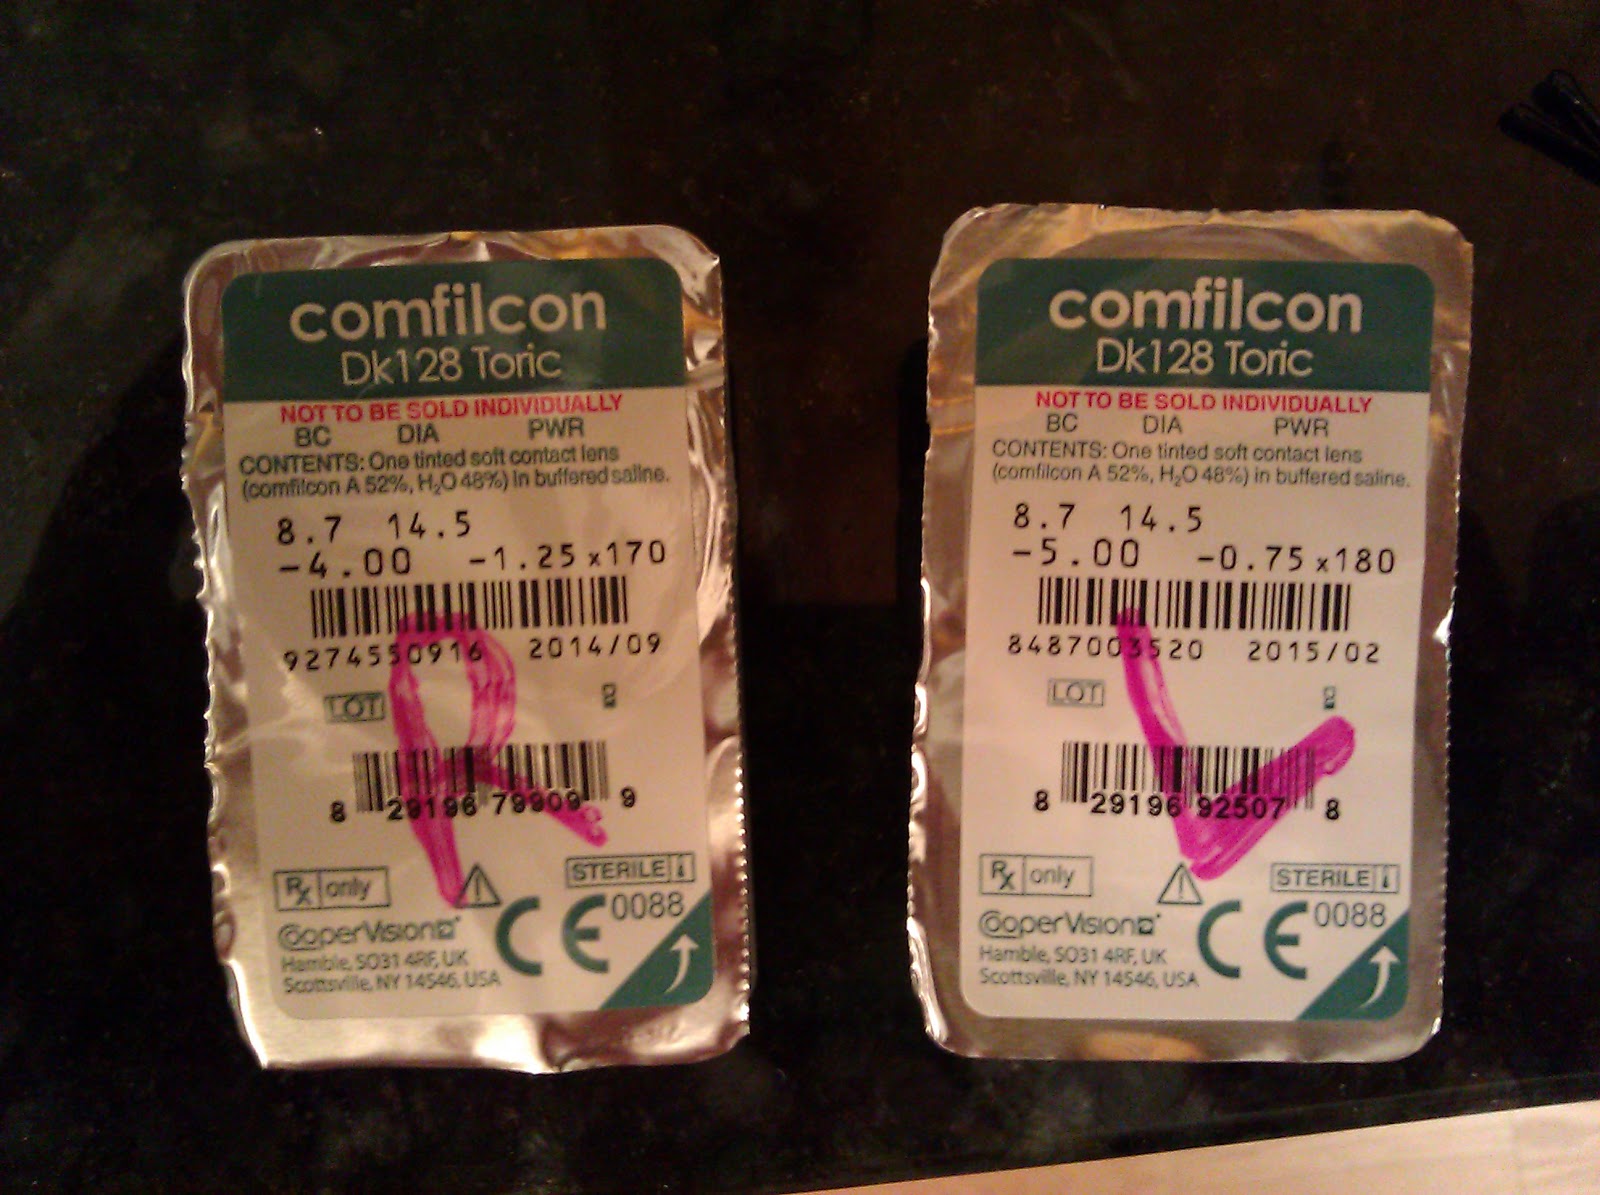 comfilcon
Dk128 Toric
NOT TO BE SOLD INDIVIDUALLY
BC DIA PWR
CONTENTS: One tinted soft contact lens
(comfilcon A 52%, H₂O 48%) in buffered saline.
8.7 14.5
-4.00 -1.25 x170
9274550916 2014/09
LOT
R
8 29196 79909 9
Rx only
STERILE
CE 0088
CooperVision
Hamble, SO31 4RF, UK
Scottsville, NY 14546, USA
comfilcon
Dk128 Toric
NOT TO BE SOLD INDIVIDUALLY
BC DIA PWR
CONTENTS: One tinted soft contact lens
(comfilcon A 52%, H₂O 48%) in buffered saline.
8.7 14.5
-5.00 -0.75 x180
8487003520 2015/02
LOT
L
8 29196 92507 8
Rx only
STERILE
CE 0088
CooperVision
Hamble, SO31 4RF, UK
Scottsville, NY 14546, USA